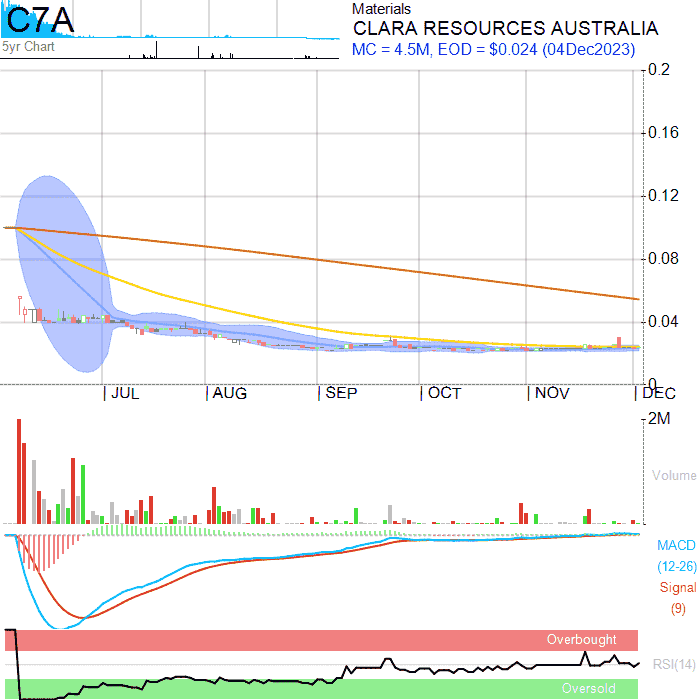 C7A
5yr Chart
Materials
CLARA RESOURCES AUSTRALIA
MC = 4.5M, EOD = $0.024 (04Dec2023)
0.2
0.16
0.12
0.08
0.04
0
JUL AUG SEP OCT NOV DEC
2M
Volume
MACD
(12-26)
Signal
(9)
Overbought
RSI(14)
Oversold